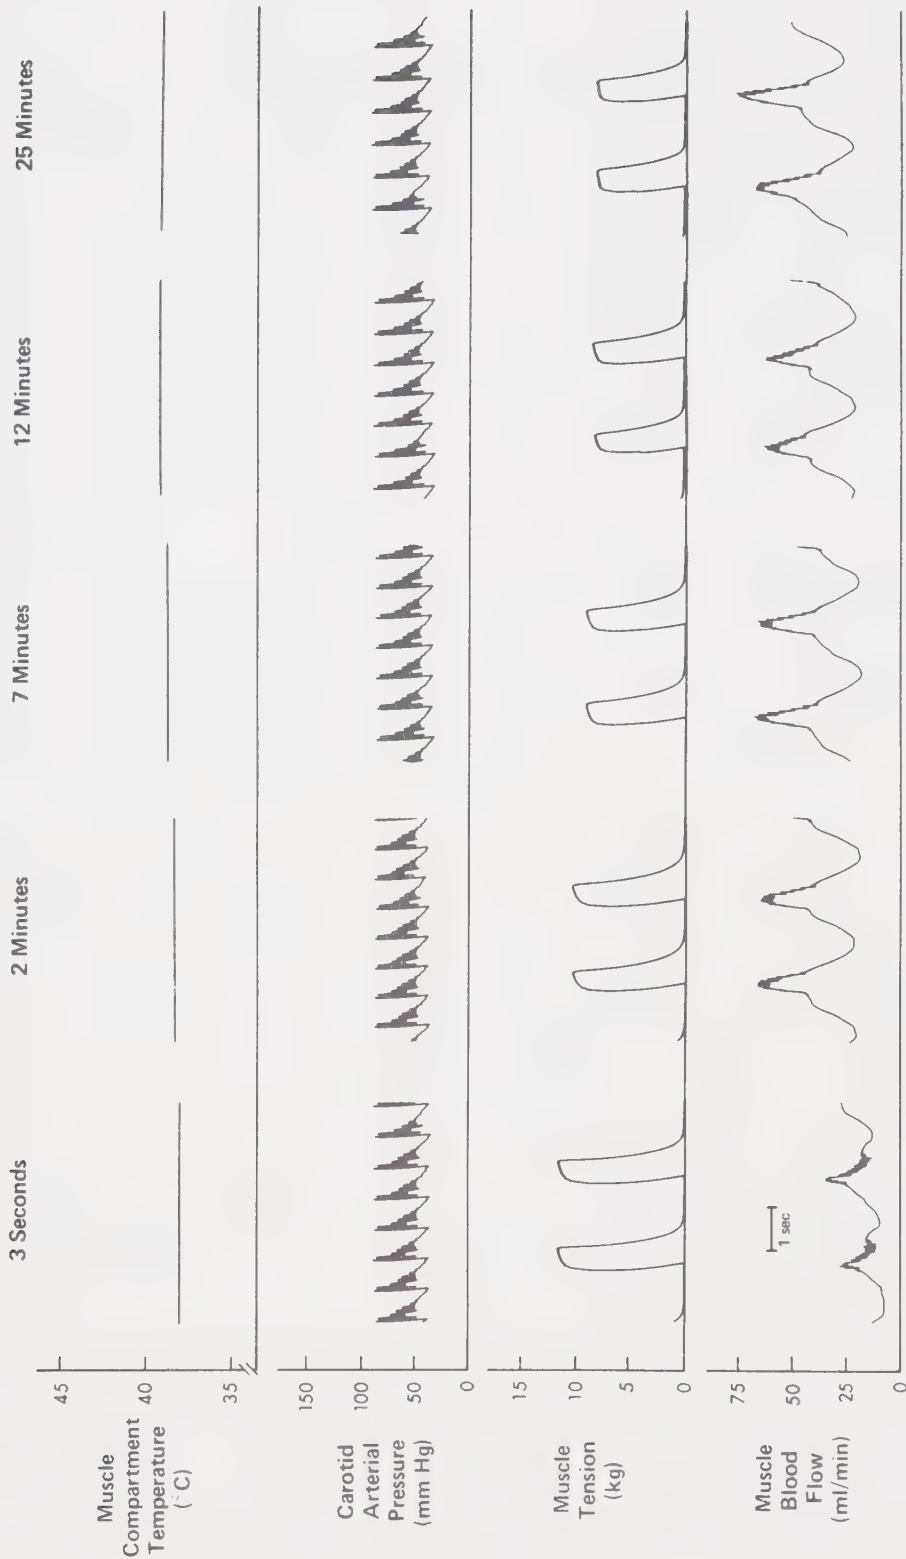 3 Seconds
2 Minutes
7 Minutes
12 Minutes
25 Minutes
Muscle
Compartment
Temperature
(°C)
45
40
35
Carotid
Arterial
Pressure
(mm Hg)
150
100
50
0
Muscle
Tension
(kg)
15
10
5
0
Muscle
Blood
Flow
(ml/min)
75
50
25
0
1 sec